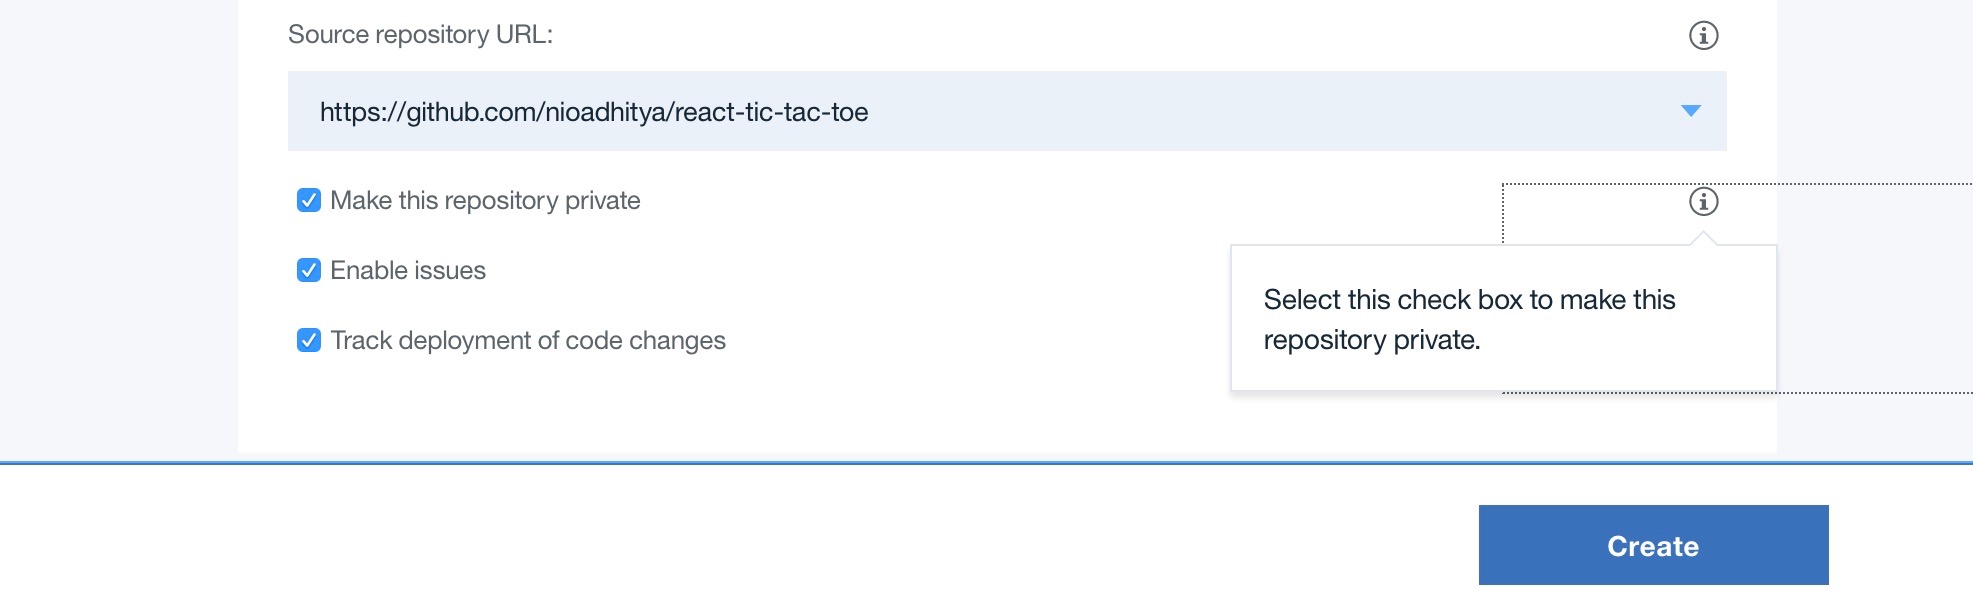 Source repository URL:
https://github.com/nioadhitya/react-tic-tac-toe
Make this repository private
Enable issues
Track deployment of code changes
Select this check box to make this
repository private.
Create